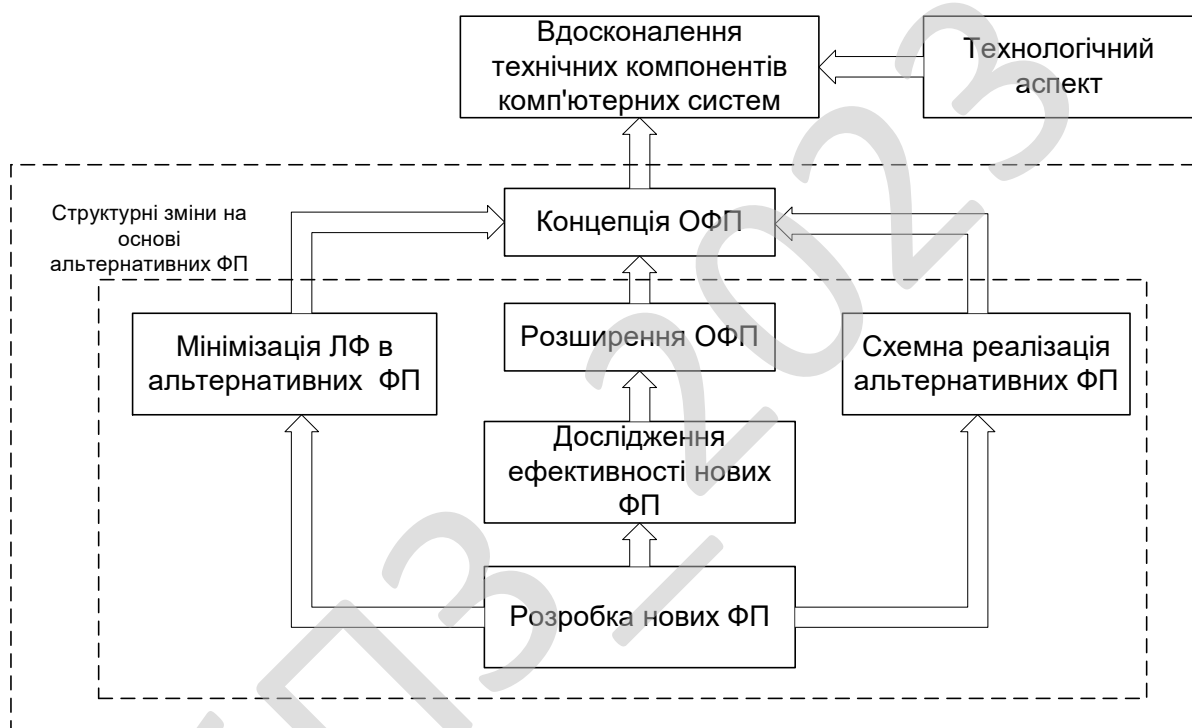 Вдосконалення
технічних компонентів
комп'ютерних систем
Технологічний
аспект
Структурні зміни на
основі
альтернативних ФП
Концепція ОФП
Мінімізація ЛФ в
альтернативних ФП
Розширення ОФП
Схемна реалізація
альтернативних ФП
Дослідження
ефективності нових
ФП
Розробка нових ФП
ПЗ_2023